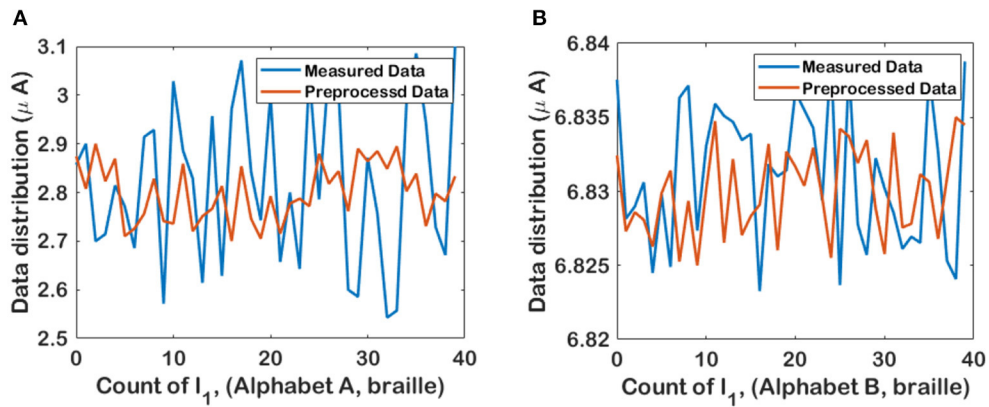 A
3.1
3
2.9
2.8
2.7
2.6
2.5
Data distribution (μ A)
Measured Data
Preprocessd Data
0 10 20 30 40
Count of I1, (Alphabet A, braille)
B
6.84
6.835
6.83
6.825
6.82
Data distribution (μ A)
Measured Data
Preprocessed Data
0 10 20 30 40
Count of I1, (Alphabet B, braille)